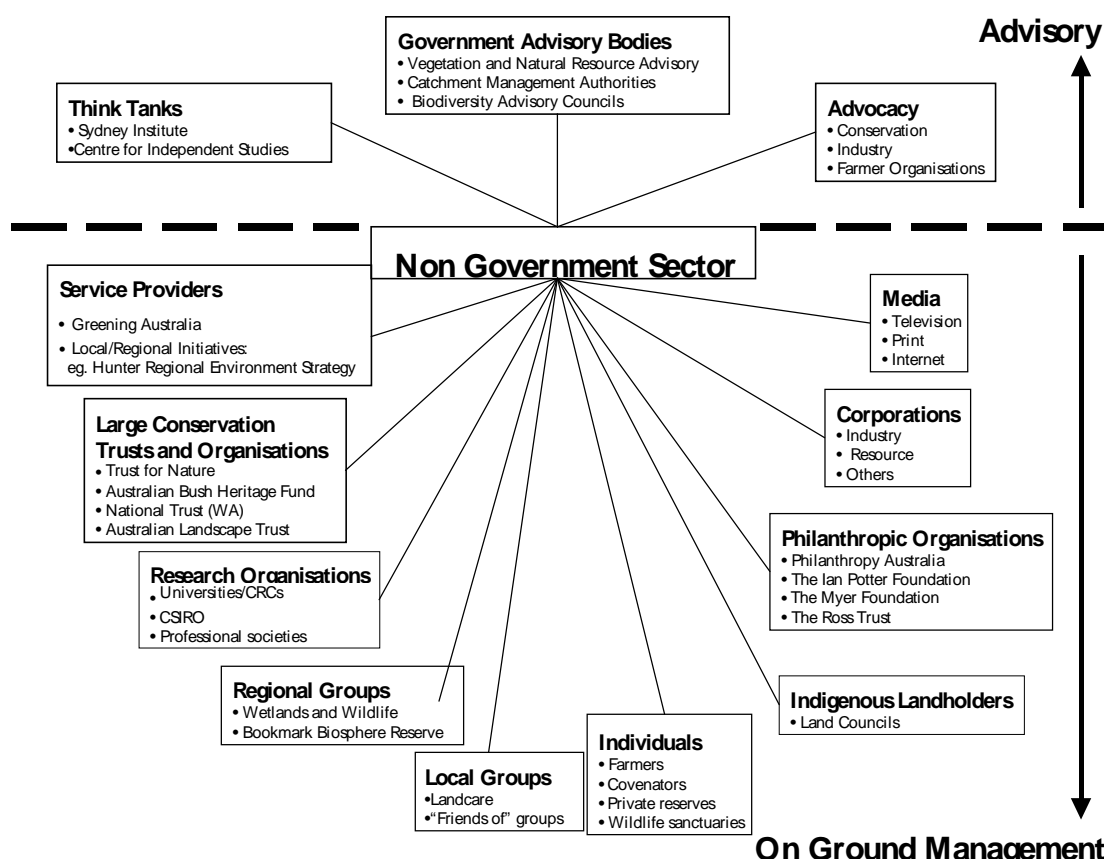 Advisory
Government Advisory Bodies
• Vegetation and Natural Resource Advisory
• Catchment Management Authorities
• Biodiversity Advisory Councils
Think Tanks
• Sydney Institute
•Centre for Independent Studies
Advocacy
• Conservation
• Industry
• Farmer Organisations
Non Government Sector
Service Providers
• Greening Australia
• Local/Regional Initiatives:
eg. Hunter Regional Environment Strategy
Media
• Television
• Print
• Internet
Large Conservation
Trusts and Organisations
• Trust for Nature
• Australian Bush Heritage Fund
• National Trust (WA)
• Australian Landscape Trust
Corporations
• Industry
• Resource
• Others
Research Organisations
• Universities/CRCs
• CSIRO
• Professional societies
Philanthropic Organisations
• Philanthropy Australia
• The Ian Potter Foundation
• The Myer Foundation
• The Ross Trust
Regional Groups
• Wetlands and Wildlife
• Bookmark Biosphere Reserve
Indigenous Landholders
• Land Councils
Local Groups
•Landcare
•“Friends of” groups
Individuals
• Farmers
• Covenators
• Private reserves
• Wildlife sanctuaries
On Ground Management